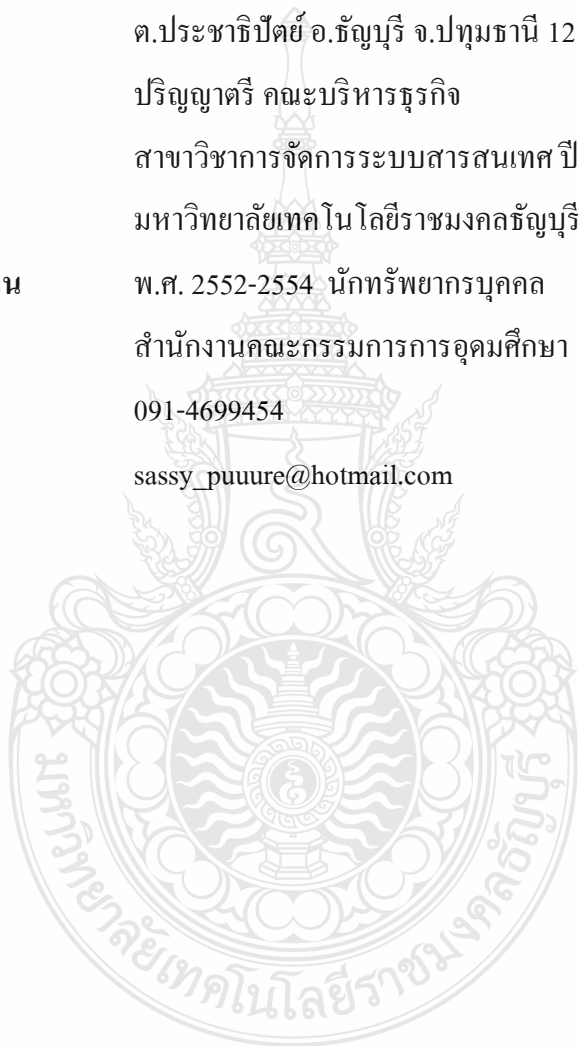 ต.ประชาธิปัตย์ อ.ธัญบุรี จ.ปทุมธานี 12
ปริญญาตรี คณะบริหารธุรกิจ
สาขาวิชาการจัดการระบบสารสนเทศ ปี
มหาวิทยาลัยเทคโนโลยีราชมงคลธัญบุรี
น พ.ศ. 2552-2554 นักทรัพยากรบุคคล
สำนักงานคณะกรรมการการอุดมศึกษา
091-4699454
sassy_puuure@hotmail.com
มหาวิทยาลัยเทคโนโลยีราชมงคลธัญบุรี